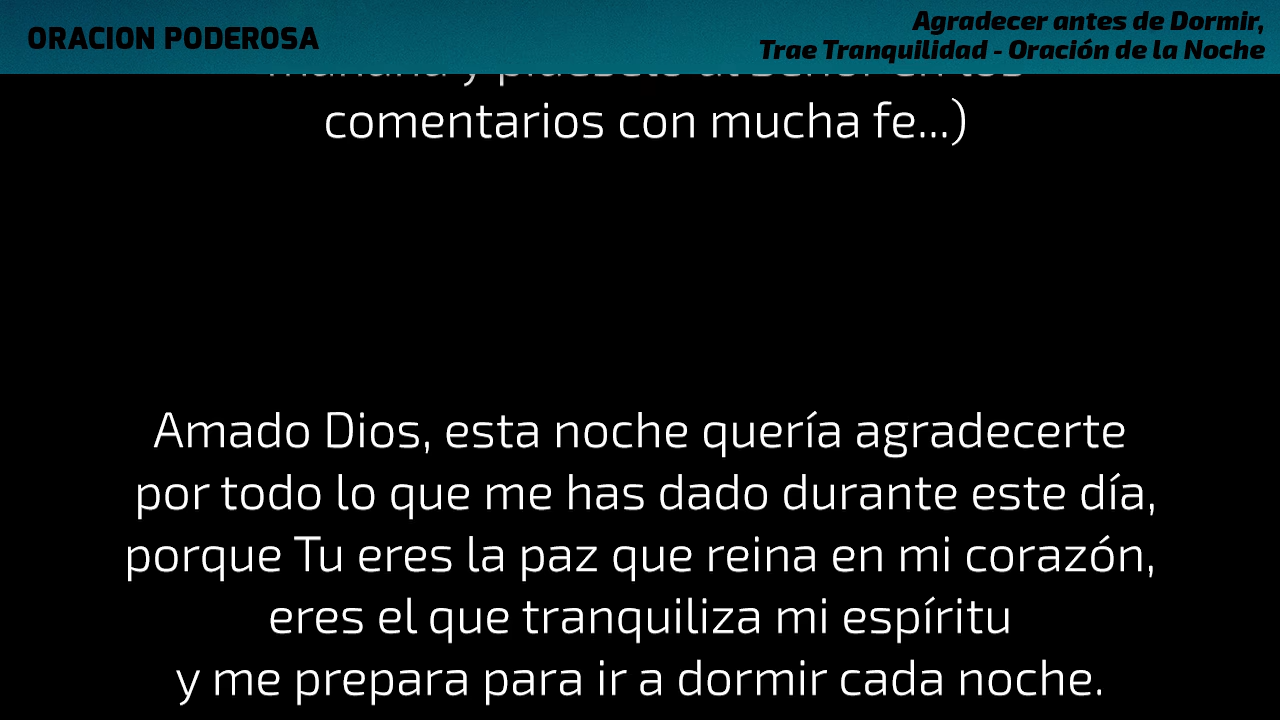 ORACION PODEROSA
Agradecer antes de Dormir,
Trae Tranquilidad - Oración de la Noche
comentarios con mucha fe...)
Amado Dios, esta noche quería agradecerte
por todo lo que me has dado durante este día,
porque Tu eres la paz que reina en mi corazón,
eres el que tranquiliza mi espíritu
y me prepara para ir a dormir cada noche.